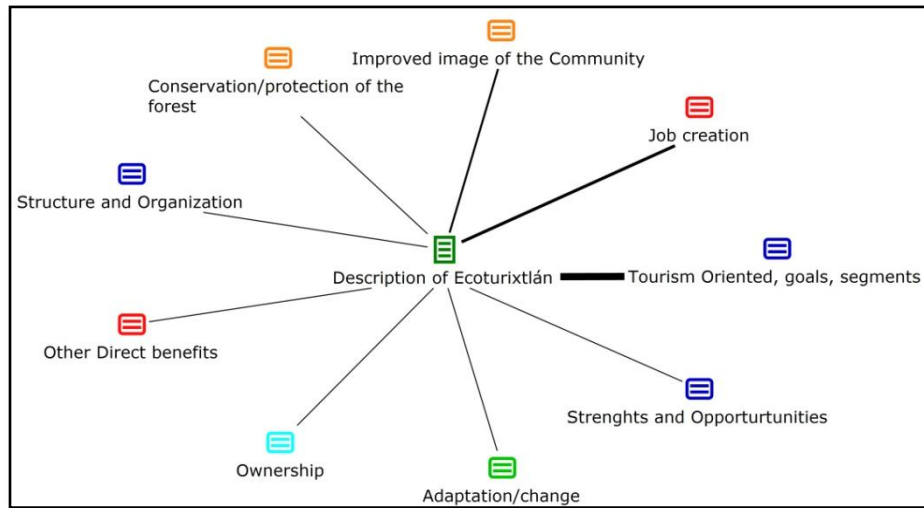 Improved image of the Community
Conservation/protection of the
forest
Job creation
Structure and Organization
Description of Ecoturixtlán
Tourism Oriented, goals, segments
Other Direct benefits
Strenghts and Opporturtunities
Ownership
Adaptation/change